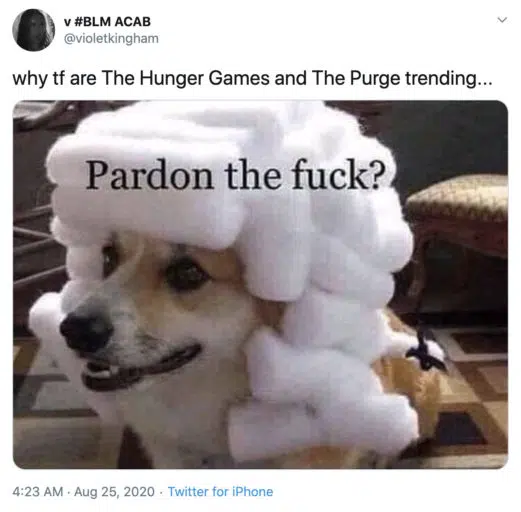 v #BLM ACAB
@violetkingham
why tf are The Hunger Games and The Purge trending...
Pardon the fuck?
4:23 AM · Aug 25, 2020 · Twitter for iPhone